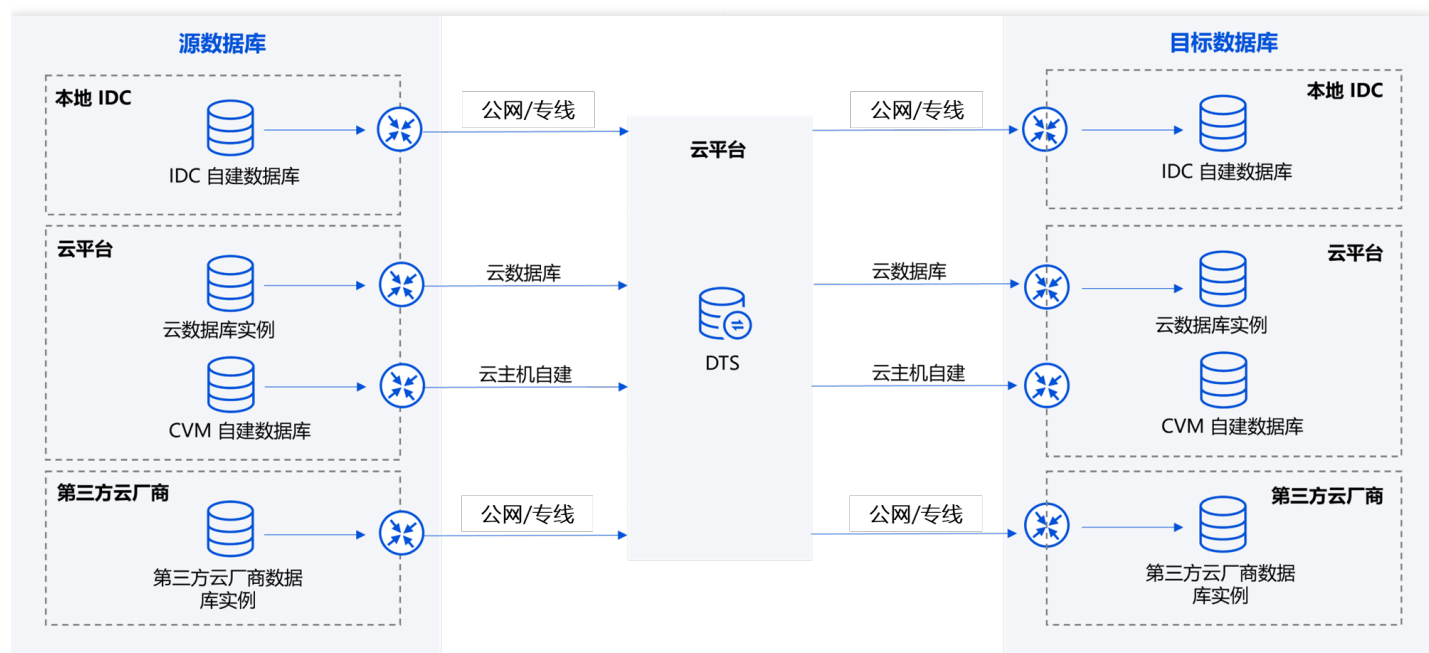 源数据库
本地 IDC
IDC 自建数据库
云平台
云数据库实例
CVM 自建数据库
第三方云厂商
第三方云厂商数据
库实例
公网/专线
云数据库
云主机自建
公网/专线
云平台
DTS
公网/专线
云数据库
云主机自建
公网/专线
目标数据库
本地 IDC
IDC 自建数据库
云平台
云数据库实例
CVM 自建数据库
第三方云厂商
第三方云厂商数据
库实例